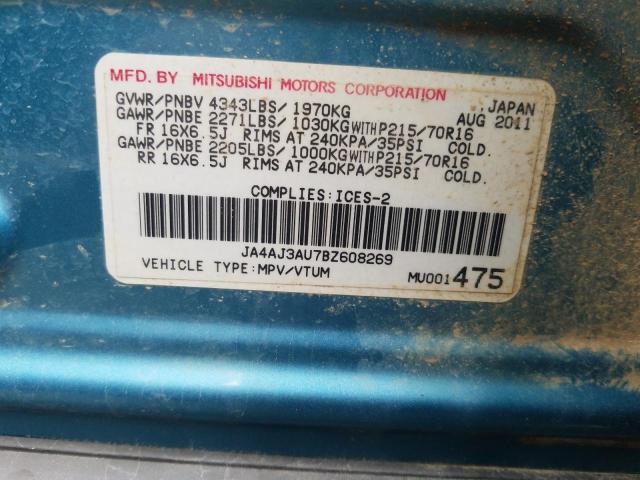 MFD. BY MITSUBISHI MOTORS CORPORATION
GVWR/PNBV 4343LBS/ 1970KG JAPAN
GAWR/PNBE 2271LBS/ 1030KG WITH P215/70R16 AUG 2011
FR 16X6.5J RIMS AT 240KPA/35PSI COLD.
GAWR/PNBE 2205LBS/ 1000KG WITH P215/70R16
RR 16X6.5J RIMS AT 240KPA/35PSI COLD.
COMPLIES:ICES-2
JA4AJ3AU7BZ608269
VEHICLE TYPE:MPV/VTUM MU001475